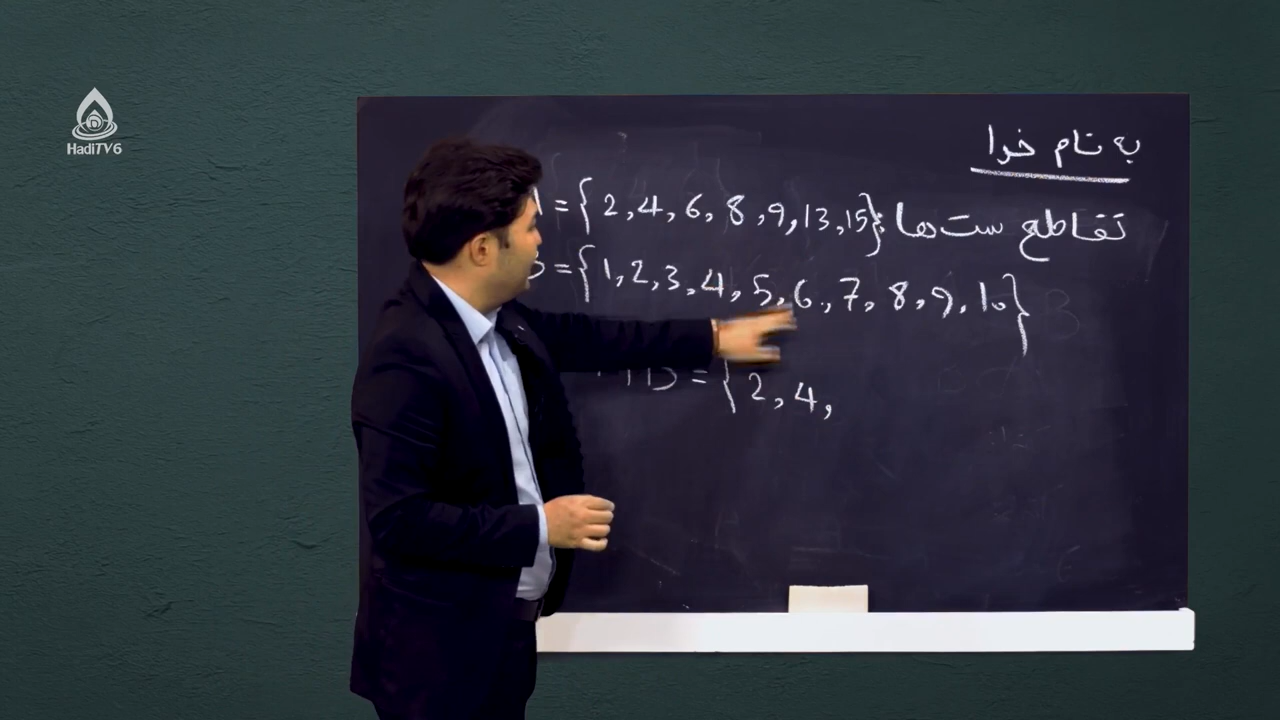 HadiTV6
به نام خدا
تقاطع ست‌ها:
= {2, 4, 6, 8, 9, 13, 15}
= {1, 2, 3, 4, 5, 6, 7, 8, 9, 10}
∩B = {2, 4,